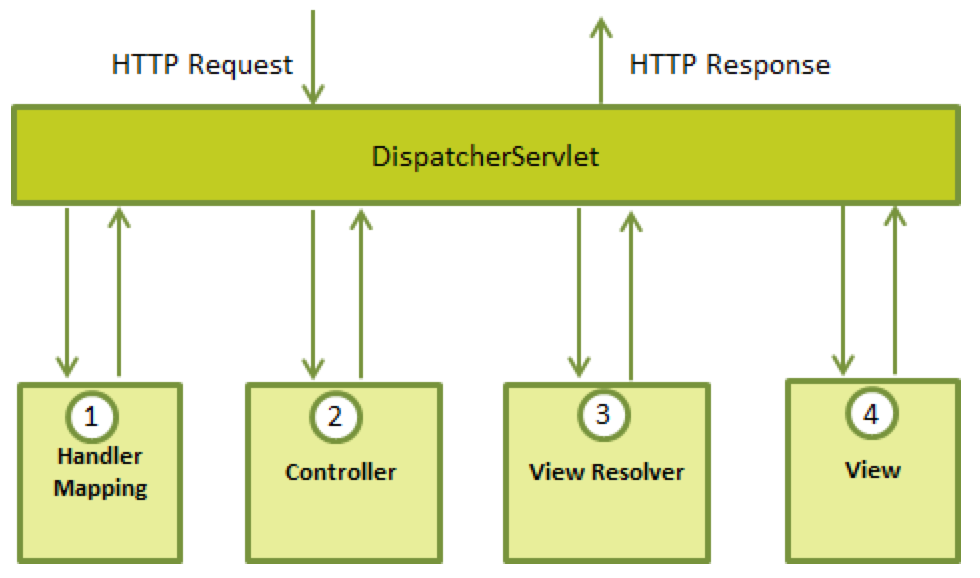 HTTP Request
HTTP Response
DispatcherServlet
1
Handler
Mapping
2
Controller
3
View Resolver
4
View